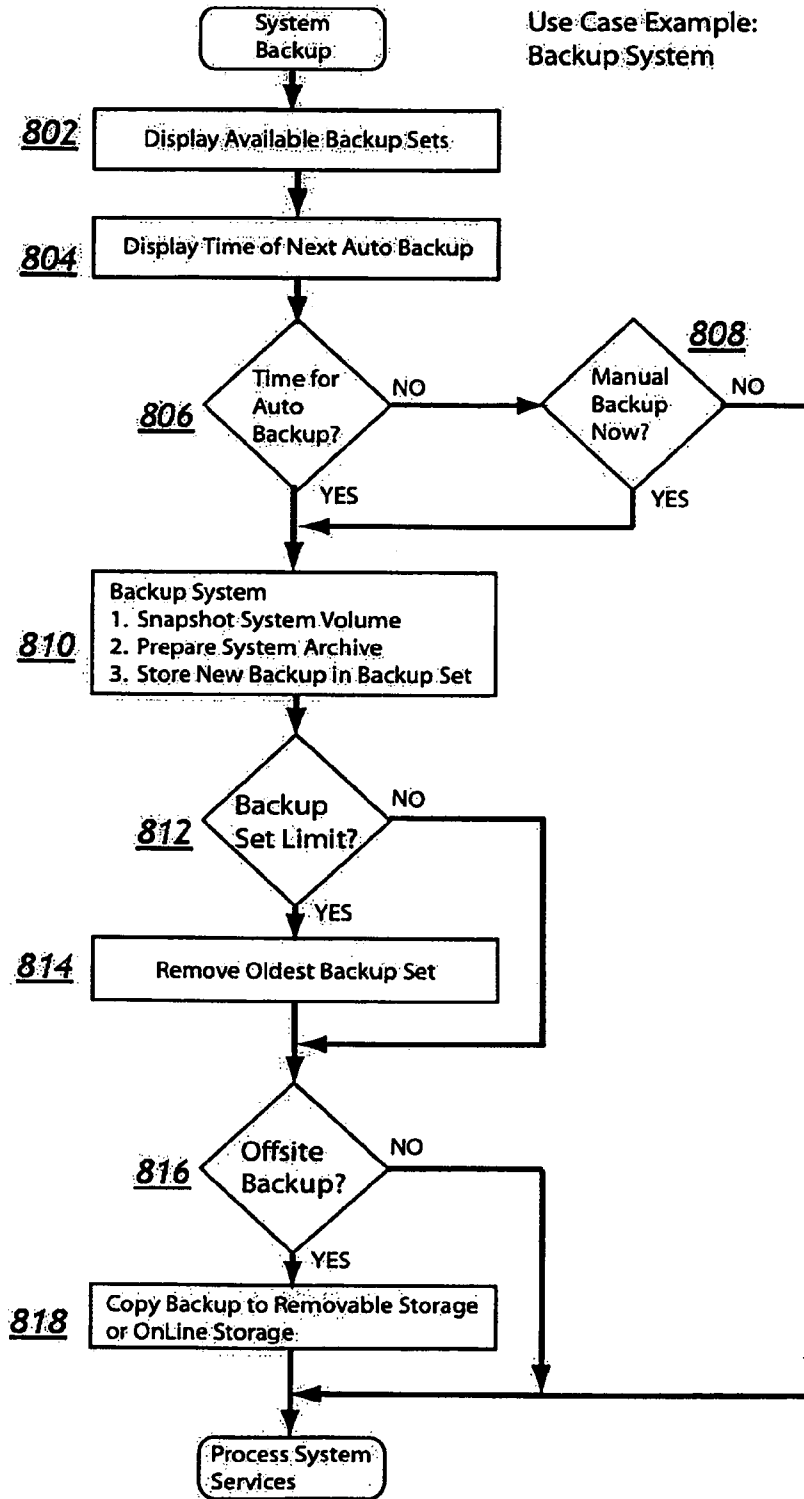 System
Backup
Use Case Example:
Backup System
802
Display Available Backup Sets
804
Display Time of Next Auto Backup
806
Time for
Auto
Backup?
NO
YES
808
Manual
Backup
Now?
NO
YES
810
Backup System
1. Snapshot System Volume
2. Prepare System Archive
3. Store New Backup in Backup Set
812
Backup
Set Limit?
NO
YES
814
Remove Oldest Backup Set
816
Offsite
Backup?
NO
YES
818
Copy Backup to Removable Storage
or OnLine Storage
Process System
Services